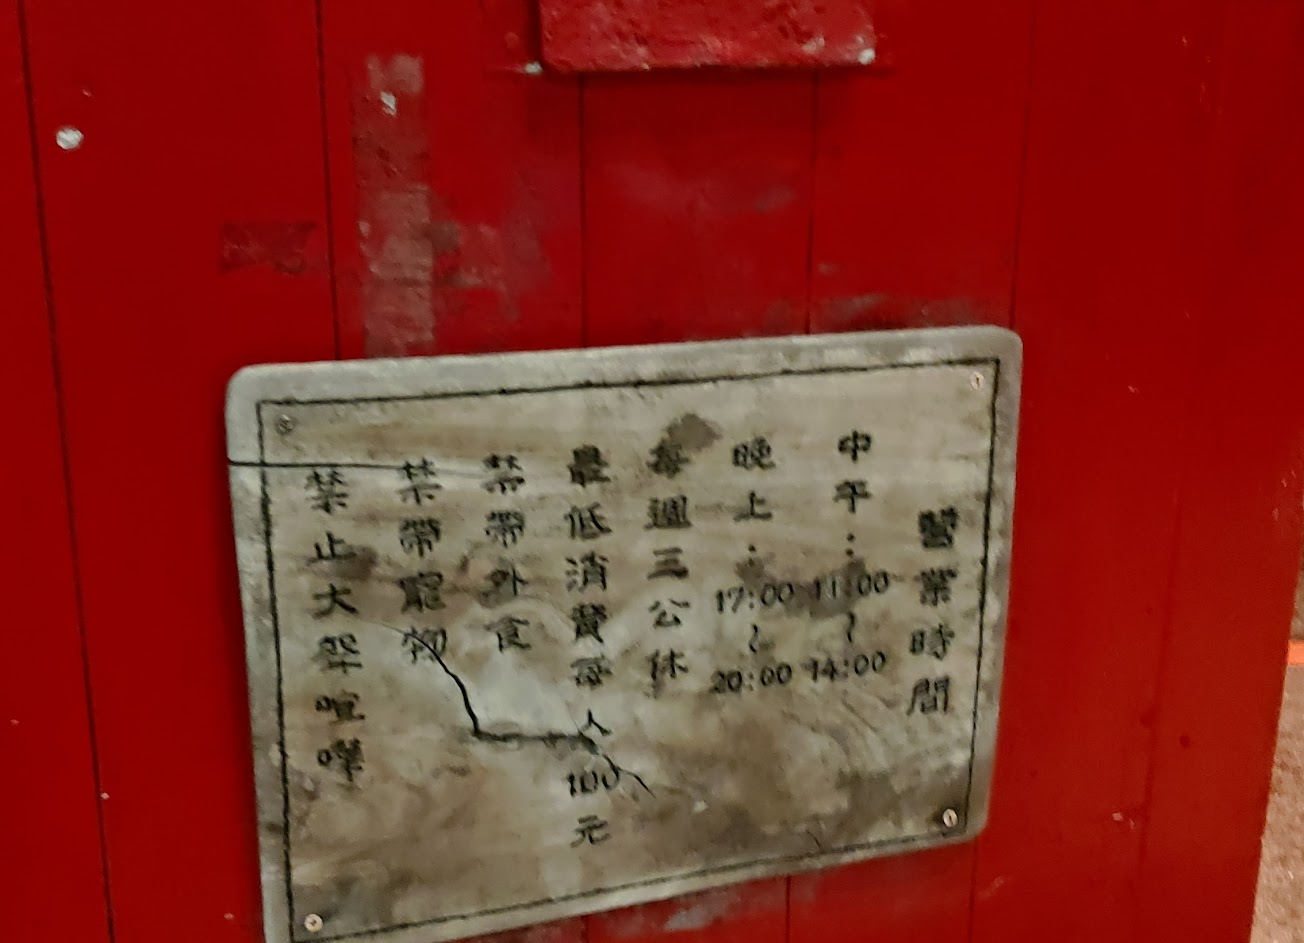 營業時間
中午:11:00~14:00
晚上:17:00~20:00
每週三公休
最低消費每人100元
禁帶外食
禁帶寵物
禁止大聲喧嘩